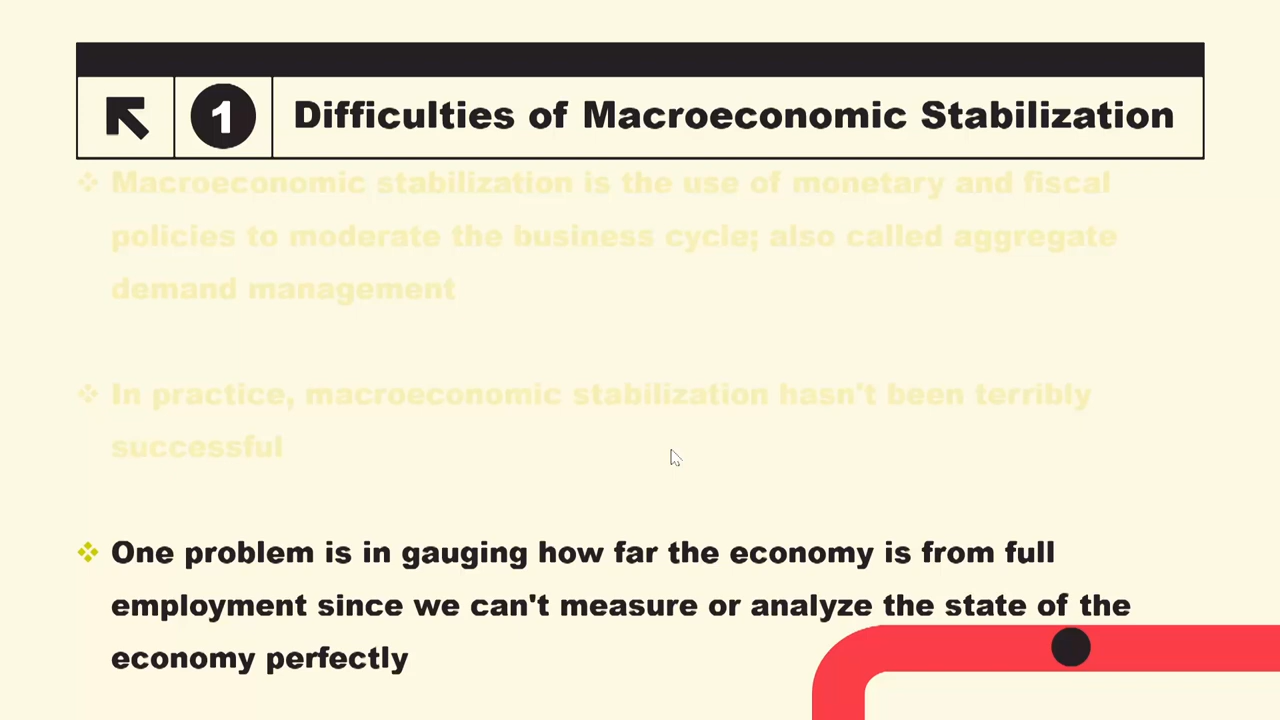 1
Difficulties of Macroeconomic Stabilization
Macroeconomic stabilization is the use of monetary and fiscal
policies to moderate the business cycle; also called aggregate
demand management
In practice, macroeconomic stabilization hasn't been terribly
successful
One problem is in gauging how far the economy is from full
employment since we can't measure or analyze the state of the
economy perfectly